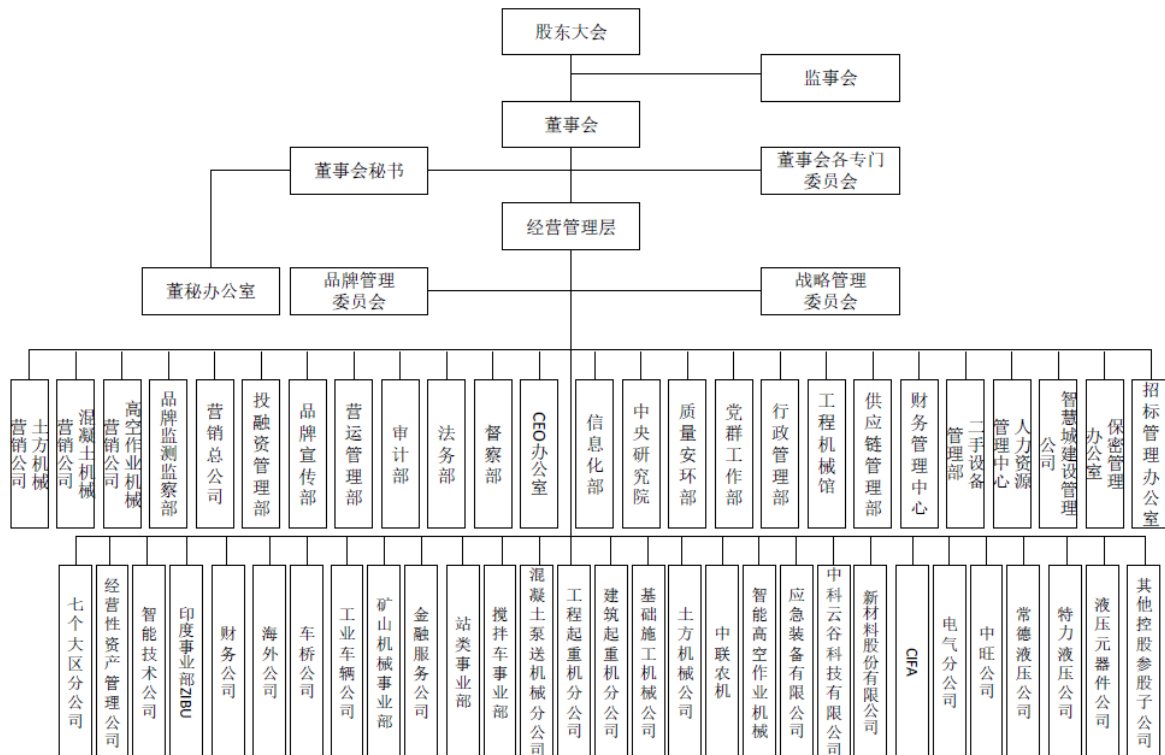 股东大会
监事会
董事会
董事会秘书
董事会各专门
委员会
经营管理层
董秘办公室
品牌管理
委员会
战略管理
委员会
土方机械
营销公司
混凝土机械
营销公司
高空作业机械
营销公司
品牌监测监察部
营销总公司
投融资管理部
品牌宣传部
营运管理部
审计部
法务部
督察部
CEO办公室
信息化部
中央研究院
质量安环部
党群工作部
行政管理部
工程机械馆
供应链管理部
财务管理中心
二手设备
管理部
人力资源
管理中心
智慧城建设管理
公司
保密管理
办公室
招标管理办公室
七个大区分公司
经营性资产管理公司
智能技术公司
印度事业部ZIBU
财务公司
海外公司
车桥公司
工业车辆公司
矿山机械事业部
金融服务公司
站类事业部
搅拌车事业部
混凝土泵送机械分公司
工程起重机分公司
建筑起重机分公司
基础施工机械公司
土方机械公司
中联农机
智能高空作业机械
应急装备有限公司
中科云谷科技有限公司
新材料股份有限公司
CIFA
电气分公司
中旺公司
常德液压公司
特力液压公司
液压元器件公司
其他控股参股子公司